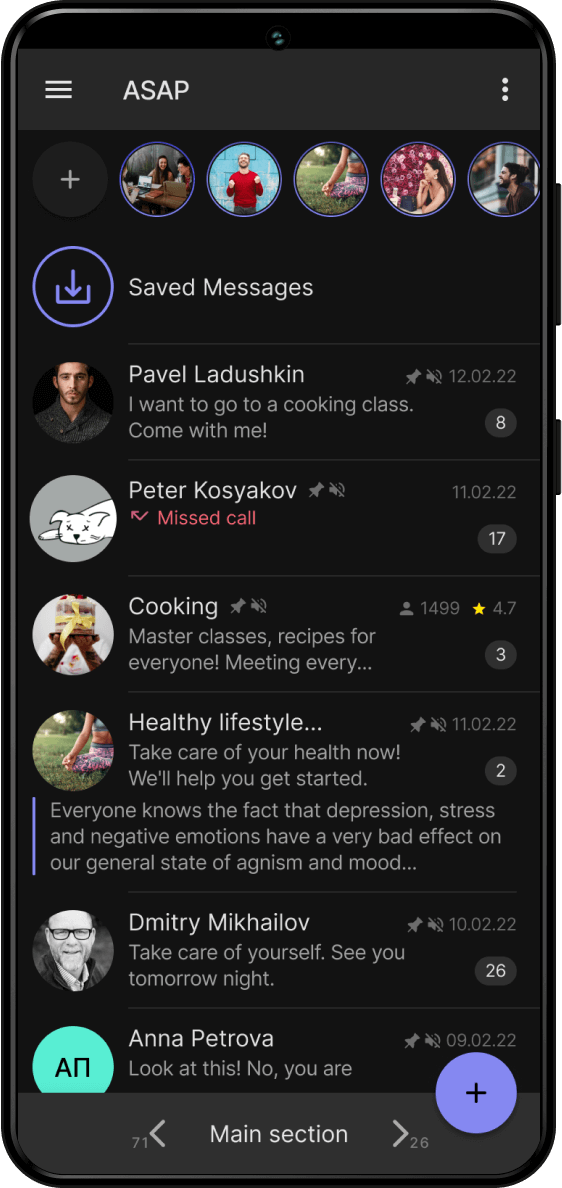 ASAP
Saved Messages
Pavel Ladushkin 12.02.22
I want to go to a cooking class.
Come with me! 8
Peter Kosyakov 11.02.22
Missed call
17
Cooking 1499 4.7
Master classes, recipes for
everyone! Meeting every... 3
Healthy lifestyle... 11.02.22
Take care of your health now!
We'll help you get started. 2
Everyone knows the fact that depression, stress
and negative emotions have a very bad effect on
our general state of agnism and mood...
Dmitry Mikhailov 10.02.22
Take care of yourself. See you
tomorrow night. 26
Anna Petrova 09.02.22
АП Look at this! No, you are
+
71 Main section 26